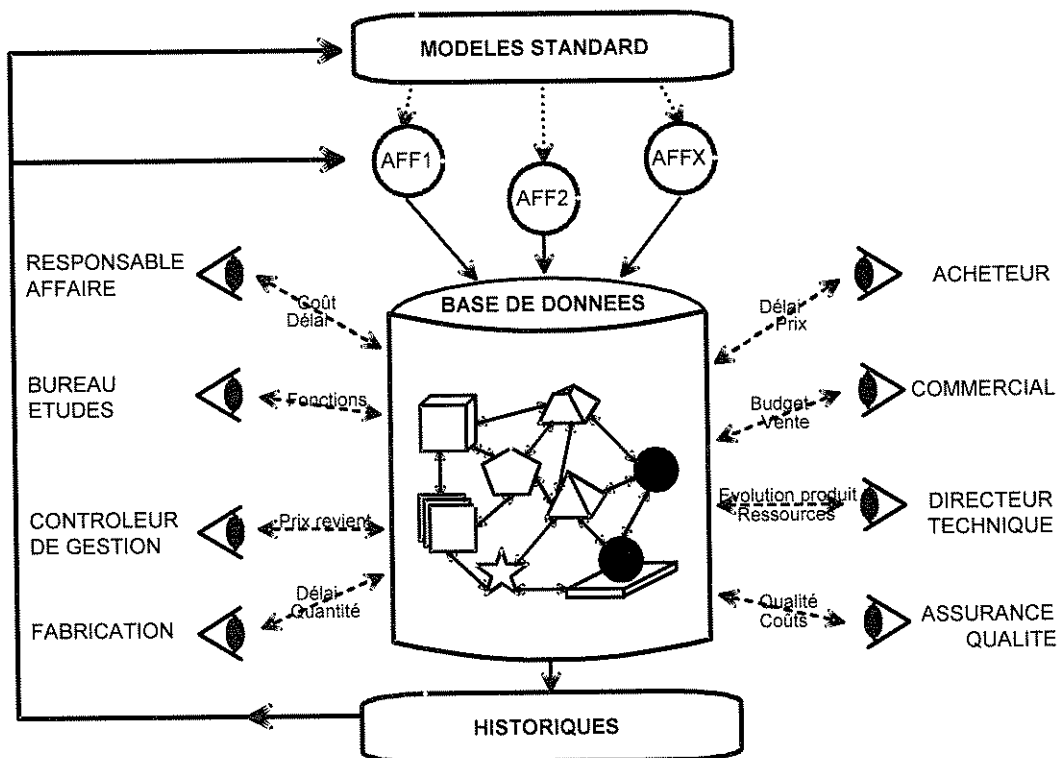 MODELES STANDARD
AFF1
AFF2
AFFX
BASE DE DONNEES
RESPONSABLE
AFFAIRE
Coût
Délai
BUREAU
ETUDES
Fonctions
CONTROLEUR
DE GESTION
Prix revient
FABRICATION
Délai
Quantité
ACHETEUR
Délai
Prix
COMMERCIAL
Budget
Vente
DIRECTEUR
TECHNIQUE
Evolution produit
Ressources
ASSURANCE
QUALITE
Qualité
Coûts
HISTORIQUES